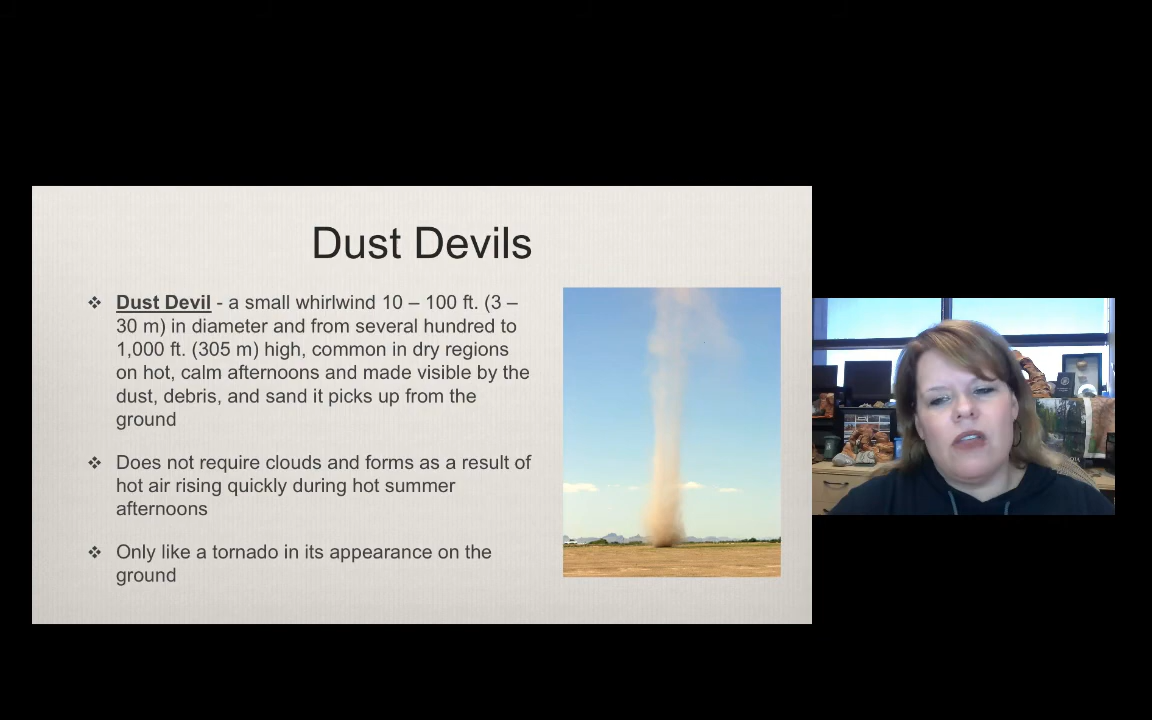 Dust Devils
❖ Dust Devil - a small whirlwind 10 – 100 ft. (3 –
30 m) in diameter and from several hundred to
1,000 ft. (305 m) high, common in dry regions
on hot, calm afternoons and made visible by the
dust, debris, and sand it picks up from the
ground
❖ Does not require clouds and forms as a result of
hot air rising quickly during hot summer
afternoons
❖ Only like a tornado in its appearance on the
ground